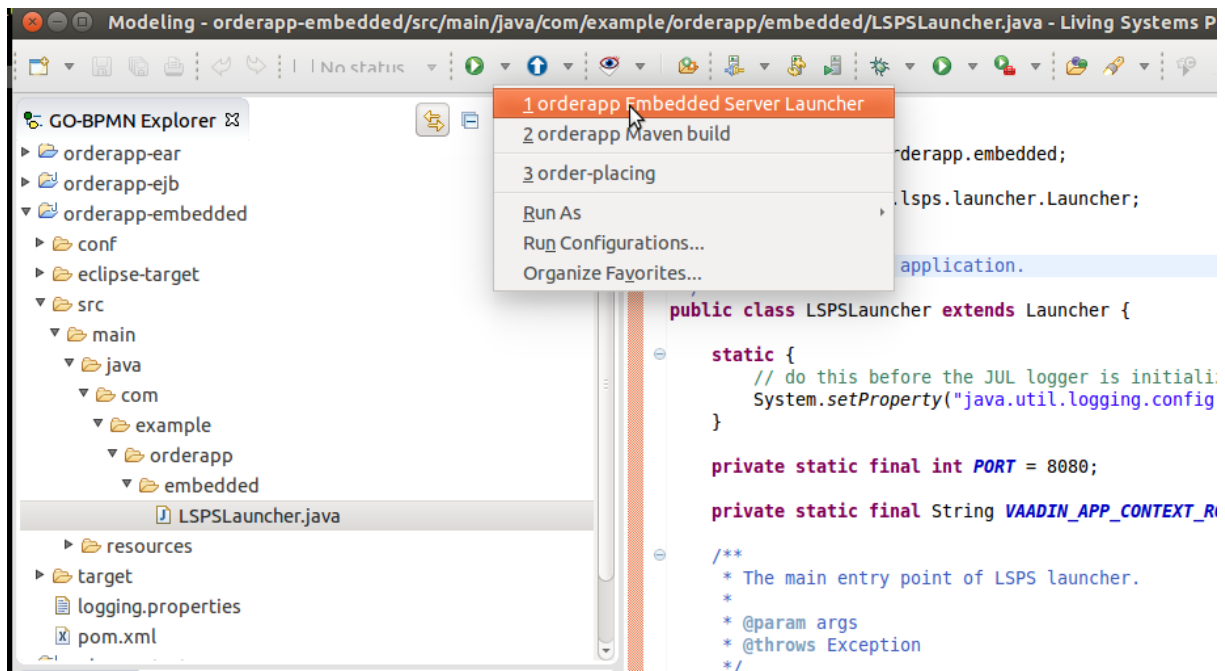 Modeling - orderapp-embedded/src/main/java/com/example/orderapp/embedded/LSPSLauncher.java - Living Systems P
No status
GO-BPMN Explorer
orderapp-ear
orderapp-ejb
orderapp-embedded
conf
eclipse-target
src
main
java
com
example
orderapp
embedded
LSPSLauncher.java
resources
target
logging.properties
pom.xml
1 orderapp Embedded Server Launcher
2 orderapp Maven build
3 order-placing
Run As
Run Configurations...
Organize Favorites...
rderapp.embedded;
.lsps.launcher.Launcher;
application.
public class LSPSLauncher extends Launcher {
static {
// do this before the JUL logger is initiali
System.setProperty("java.util.logging.config
}
private static final int PORT = 8080;
private static final String VAADIN_APP_CONTEXT_R
/**
* The main entry point of LSPS launcher.
*
* @param args
* @throws Exception
*/